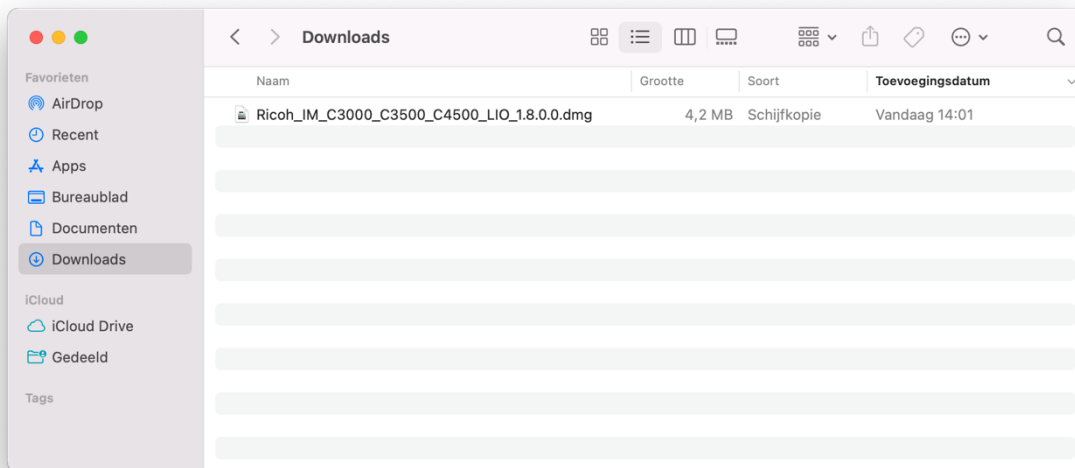 Downloads
Favorieten
AirDrop
Recent
Apps
Bureaublad
Documenten
Downloads
iCloud
iCloud Drive
Gedeeld
Tags
Naam Grootte Soort Toevoegingsdatum
Ricoh_IM_C3000_C3500_C4500_LIO_1.8.0.0.dmg 4,2 MB Schijfkopie Vandaag 14:01